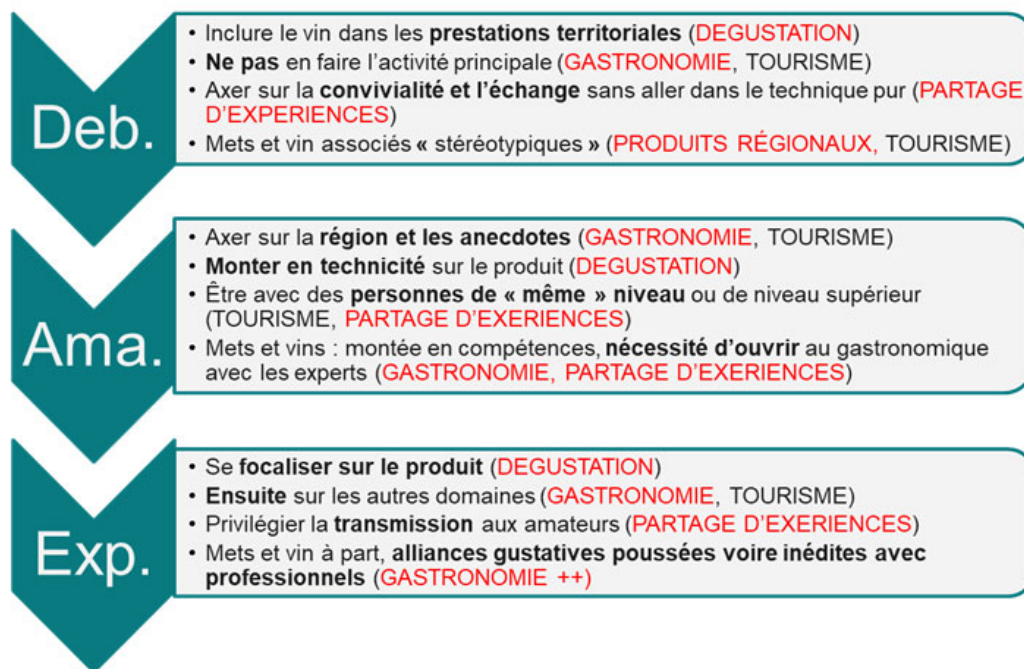 Deb.
• Inclure le vin dans les prestations territoriales (DEGUSTATION)
• Ne pas en faire l'activité principale (GASTRONOMIE, TOURISME)
• Axer sur la convivialité et l'échange sans aller dans le technique pur (PARTAGE
D'EXPERIENCES)
• Mets et vin associés « stéréotypiques » (PRODUITS RÉGIONAUX, TOURISME)
Ama.
• Axer sur la région et les anecdotes (GASTRONOMIE, TOURISME)
• Monter en technicité sur le produit (DEGUSTATION)
• Être avec des personnes de « même » niveau ou de niveau supérieur
(TOURISME, PARTAGE D'EXERIENCES)
• Mets et vins : montée en compétences, nécessité d'ouvrir au gastronomique
avec les experts (GASTRONOMIE, PARTAGE D'EXERIENCES)
Exp.
• Se focaliser sur le produit (DEGUSTATION)
• Ensuite sur les autres domaines (GASTRONOMIE, TOURISME)
• Privilégier la transmission aux amateurs (PARTAGE D'EXERIENCES)
• Mets et vin à part, alliances gustatives poussées voire inédites avec
professionnels (GASTRONOMIE ++)